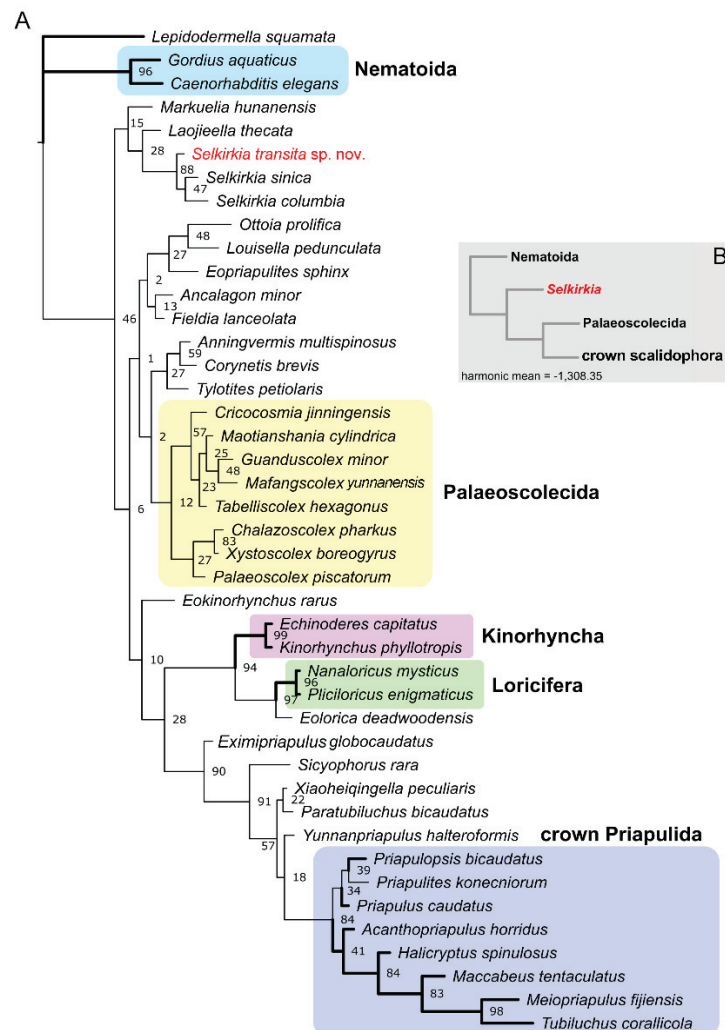 A
Lepidodermella squamata
Gordius aquaticus
96
Caenorhabditis elegans
Nematoida
Markuelia hunanensis
15
Laojieella thecata
28
Selkirkia transita sp. nov.
88
Selkirkia sinica
47
Selkirkia columbia
Ottoia prolifica
48
Louisella pedunculata
27
Eopriapulites sphinx
2
Ancalagon minor
13
Fieldia lanceolata
46
Anningvermis multispinosus
59
1
Corynetis brevis
27
Tylotites petiolaris
Cricocosmia jinningensis
2
57
Maotianshania cylindrica
25
Guanduscolex minor
48
Mafangscolex yunnanensis
23
12
Tabelliscolex hexagonus
Palaeoscolecida
6
Chalazoscolex pharkus
83
Xystoscolex boreogyrus
27
Palaeoscolex piscatorum
Eokinorhynchus rarus
Echinoderes capitatus
99
Kinorhynchus phyllotropis
Kinorhyncha
10
94
Nanaloricus mysticus
96
Pliciloricus enigmaticus
97
Loricifera
Eolorica deadwoodensis
28
Eximipriapulus globocaudatus
90
Sicyophorus rara
91
Xiaoheiqingella peculiaris
22
Paratubiluchus bicaudatus
57
Yunnanpriapulus halteroformis
crown Priapulida
18
Priapulopsis bicaudatus
39
Priapulites konecniorum
34
Priapulus caudatus
84
Acanthopriapulus horridus
41
Halicryptus spinulosus
84
Maccabeus tentaculatus
83
Meiopriapulus fijiensis
98
Tubiluchus corallicola
B
Nematoida
Selkirkia
Palaeoscolecida
crown scalidophora
harmonic mean = -1,308.35